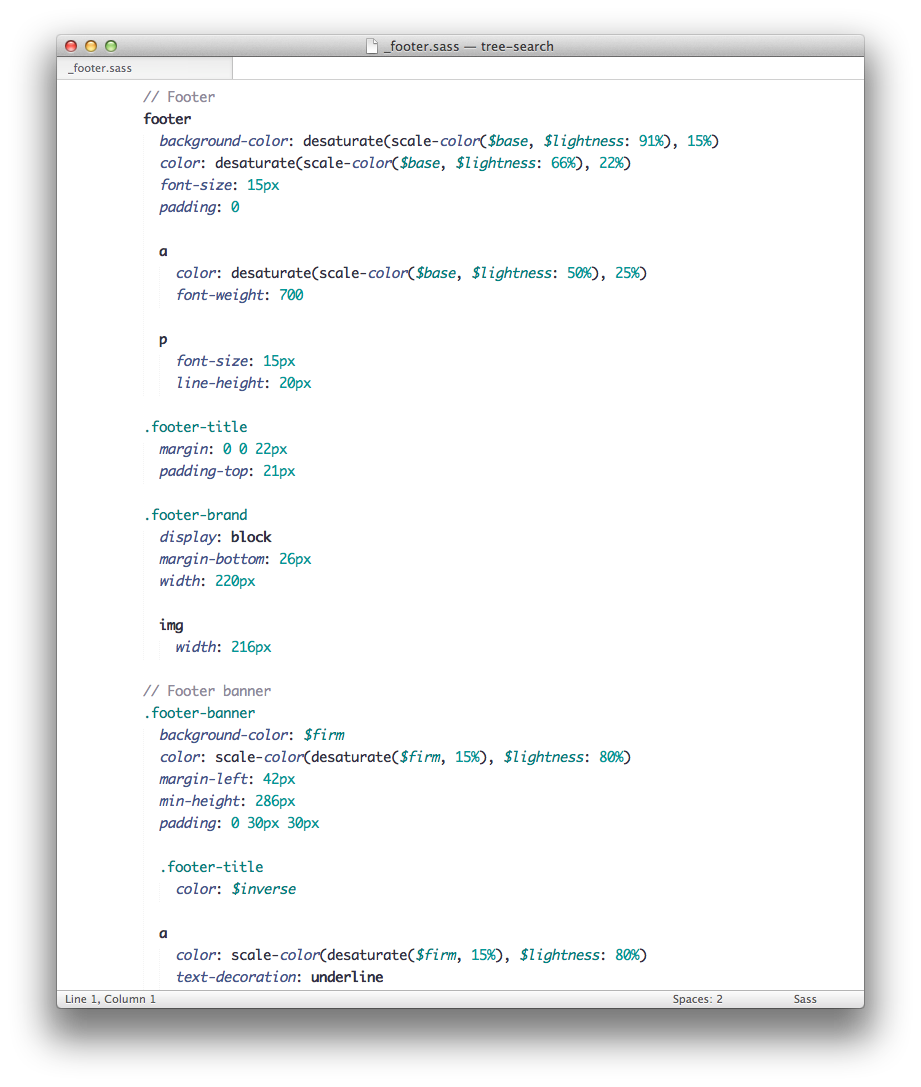 _footer.sass — tree-search
_footer.sass
// Footer
footer
  background-color: desaturate(scale-color($base, $lightness: 91%), 15%)
  color: desaturate(scale-color($base, $lightness: 66%), 22%)
  font-size: 15px
  padding: 0

  a
    color: desaturate(scale-color($base, $lightness: 50%), 25%)
    font-weight: 700

  p
    font-size: 15px
    line-height: 20px

.footer-title
  margin: 0 0 22px
  padding-top: 21px

.footer-brand
  display: block
  margin-bottom: 26px
  width: 220px

  img
    width: 216px

// Footer banner
.footer-banner
  background-color: $firm
  color: scale-color(desaturate($firm, 15%), $lightness: 80%)
  margin-left: 42px
  min-height: 286px
  padding: 0 30px 30px

  .footer-title
    color: $inverse

  a
    color: scale-color(desaturate($firm, 15%), $lightness: 80%)
    text-decoration: underline
Line 1, Column 1 Spaces: 2 Sass